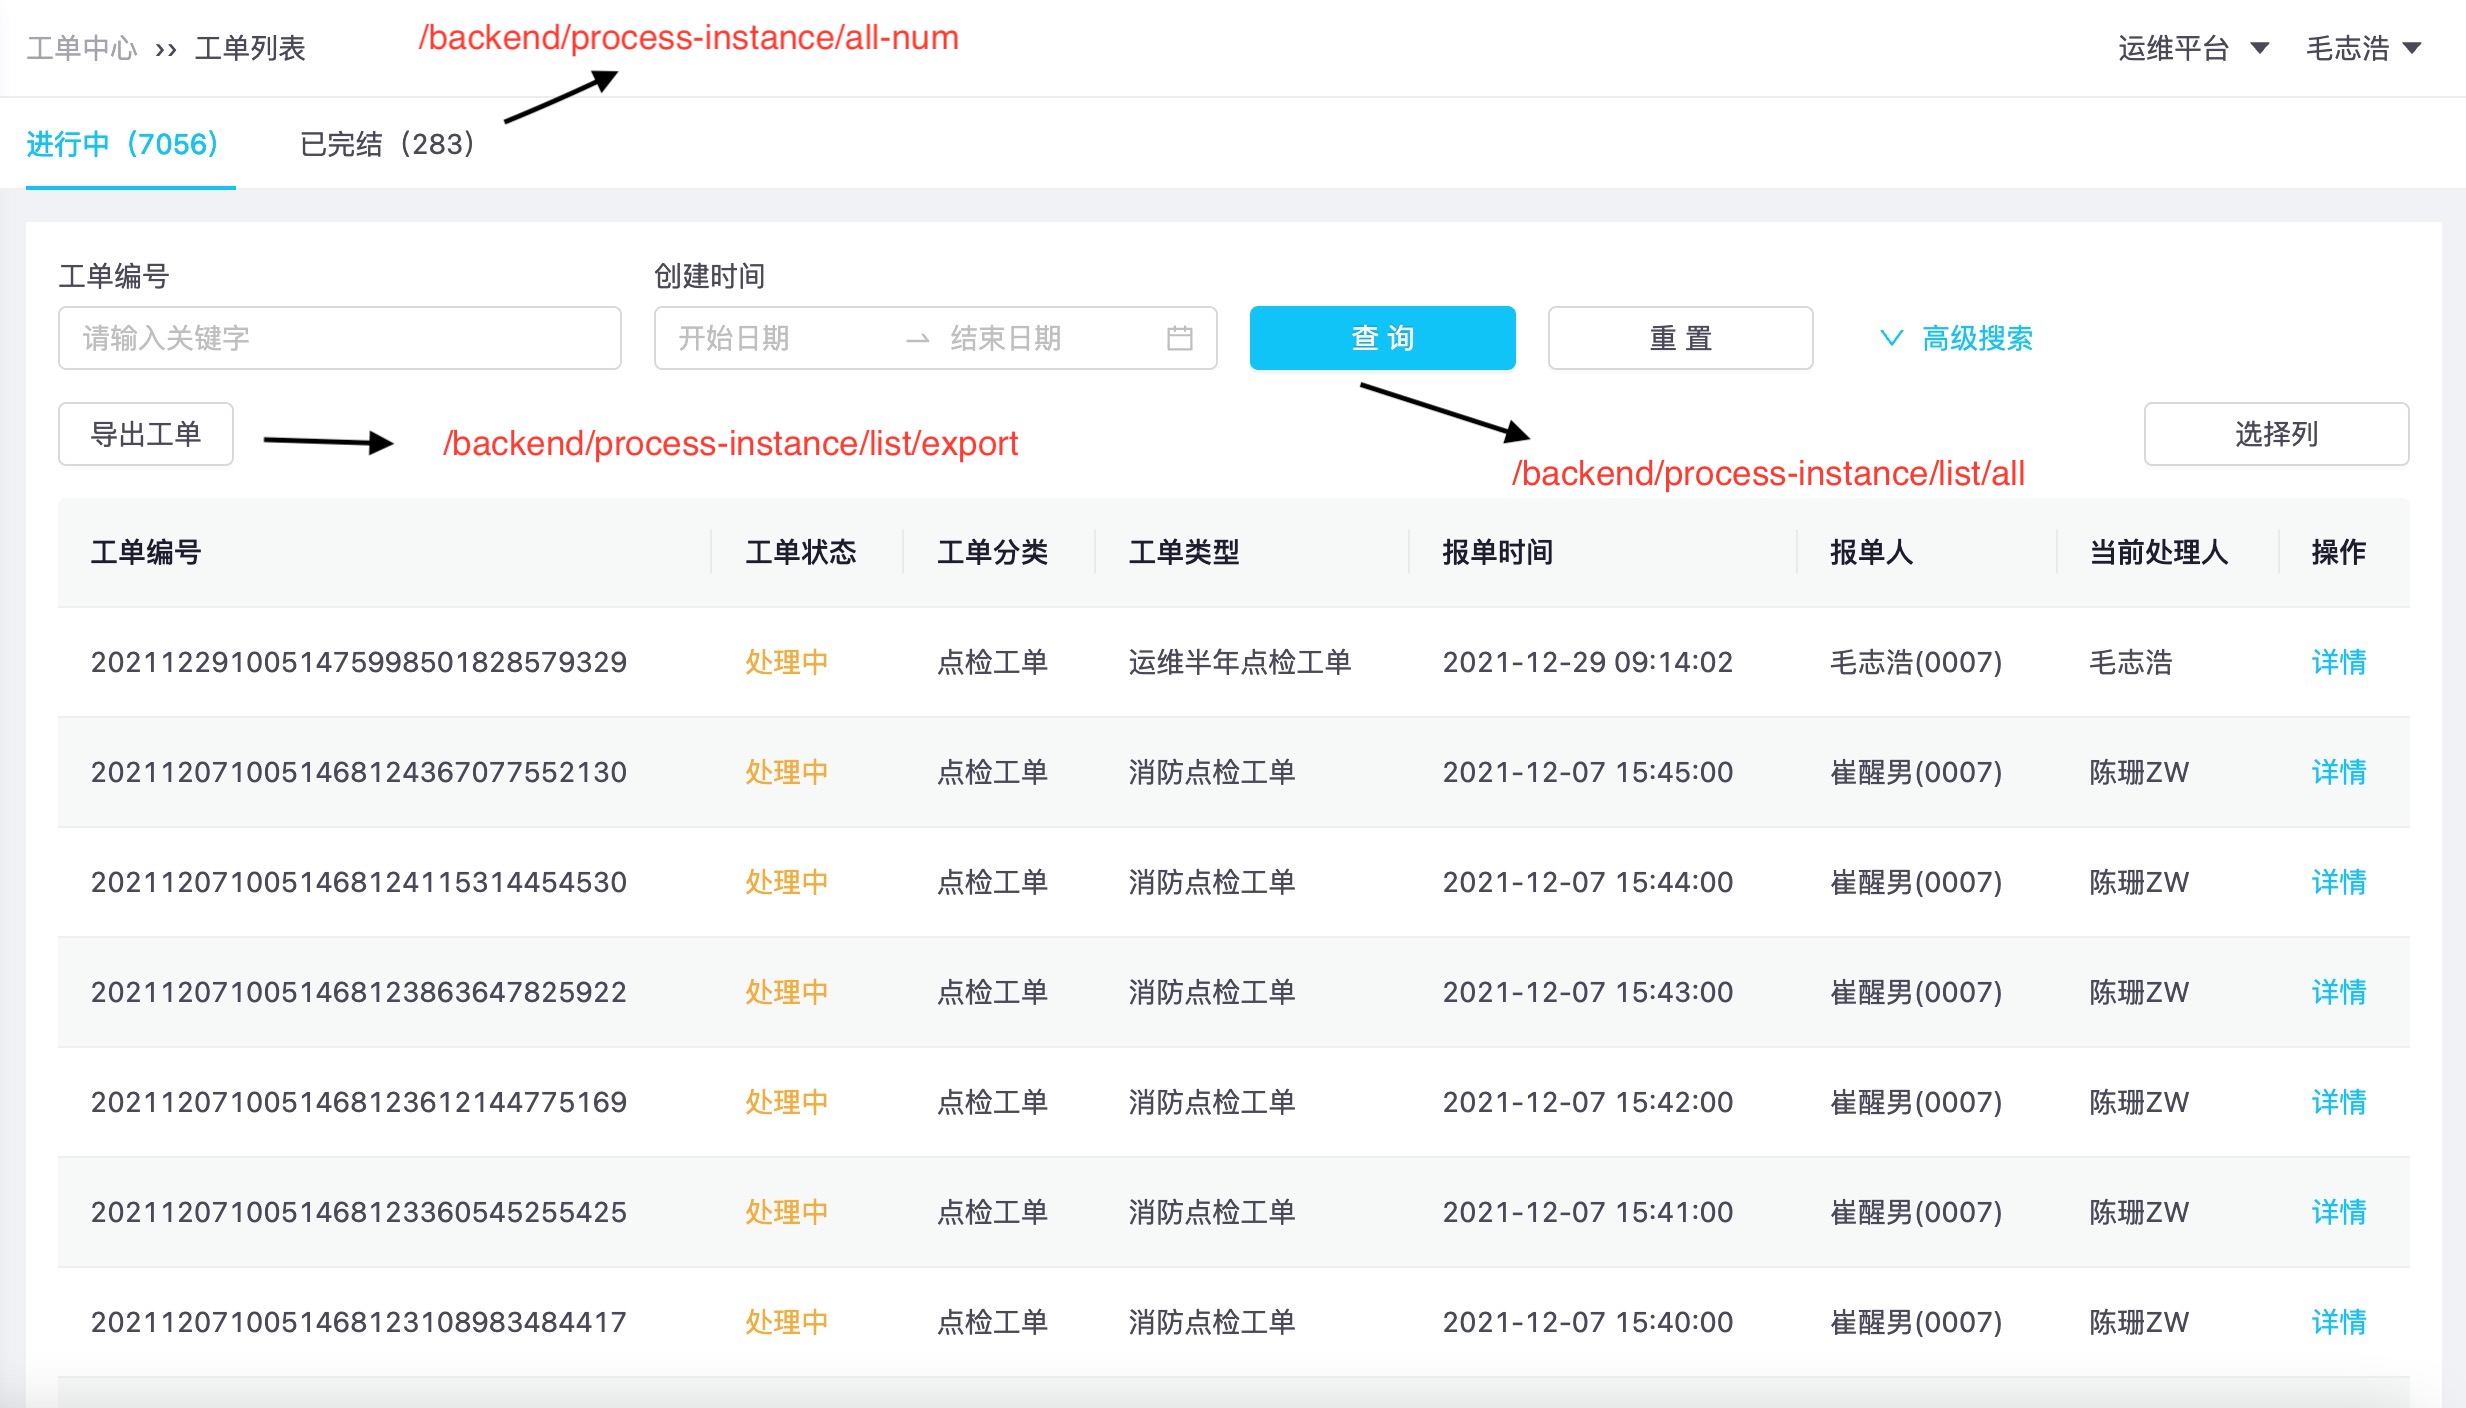 工单中心 ›› 工单列表
/backend/process-instance/all-num
运维平台
毛志浩
进行中（7056）
已完结（283）
工单编号
创建时间
请输入关键字
开始日期
结束日期
查 询
重 置
高级搜索
导出工单
/backend/process-instance/list/export
/backend/process-instance/list/all
选择列
工单编号 工单状态 工单分类 工单类型 报单时间 报单人 当前处理人 操作
20211229100514759985018285​79329 处理中 点检工单 运维半年点检工单 2021-12-29 09:14:02 毛志浩(0007) 毛志浩 详情
2021120710051468124367077552130 处理中 点检工单 消防点检工单 2021-12-07 15:45:00 崔醒男(0007) 陈珊ZW 详情
2021120710051468124115314454530 处理中 点检工单 消防点检工单 2021-12-07 15:44:00 崔醒男(0007) 陈珊ZW 详情
2021120710051468123863647825922 处理中 点检工单 消防点检工单 2021-12-07 15:43:00 崔醒男(0007) 陈珊ZW 详情
2021120710051468123612144775169 处理中 点检工单 消防点检工单 2021-12-07 15:42:00 崔醒男(0007) 陈珊ZW 详情
2021120710051468123360545255425 处理中 点检工单 消防点检工单 2021-12-07 15:41:00 崔醒男(0007) 陈珊ZW 详情
2021120710051468123108983484417 处理中 点检工单 消防点检工单 2021-12-07 15:40:00 崔醒男(0007) 陈珊ZW 详情